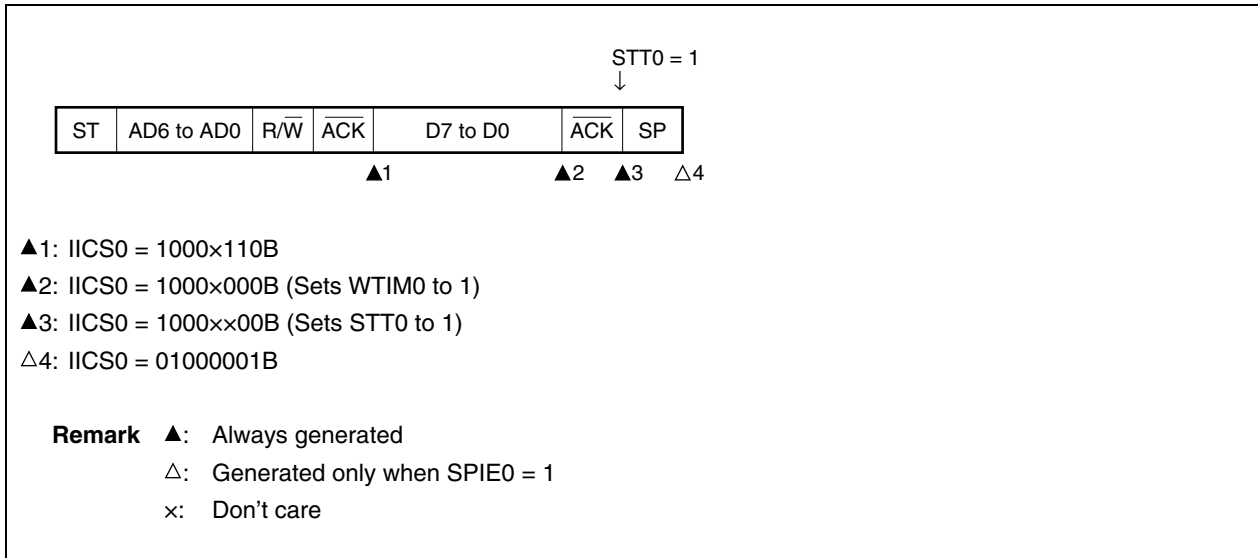 STT0 = 1
↓
ST AD6 to AD0 R/W̅ A̅C̅K̅ D7 to D0 A̅C̅K̅ SP
▲1 ▲2 ▲3 △4
▲1: IICS0 = 1000×110B
▲2: IICS0 = 1000×000B (Sets WTIM0 to 1)
▲3: IICS0 = 1000××00B (Sets STT0 to 1)
△4: IICS0 = 01000001B
Remark ▲: Always generated
△: Generated only when SPIE0 = 1
×: Don't care